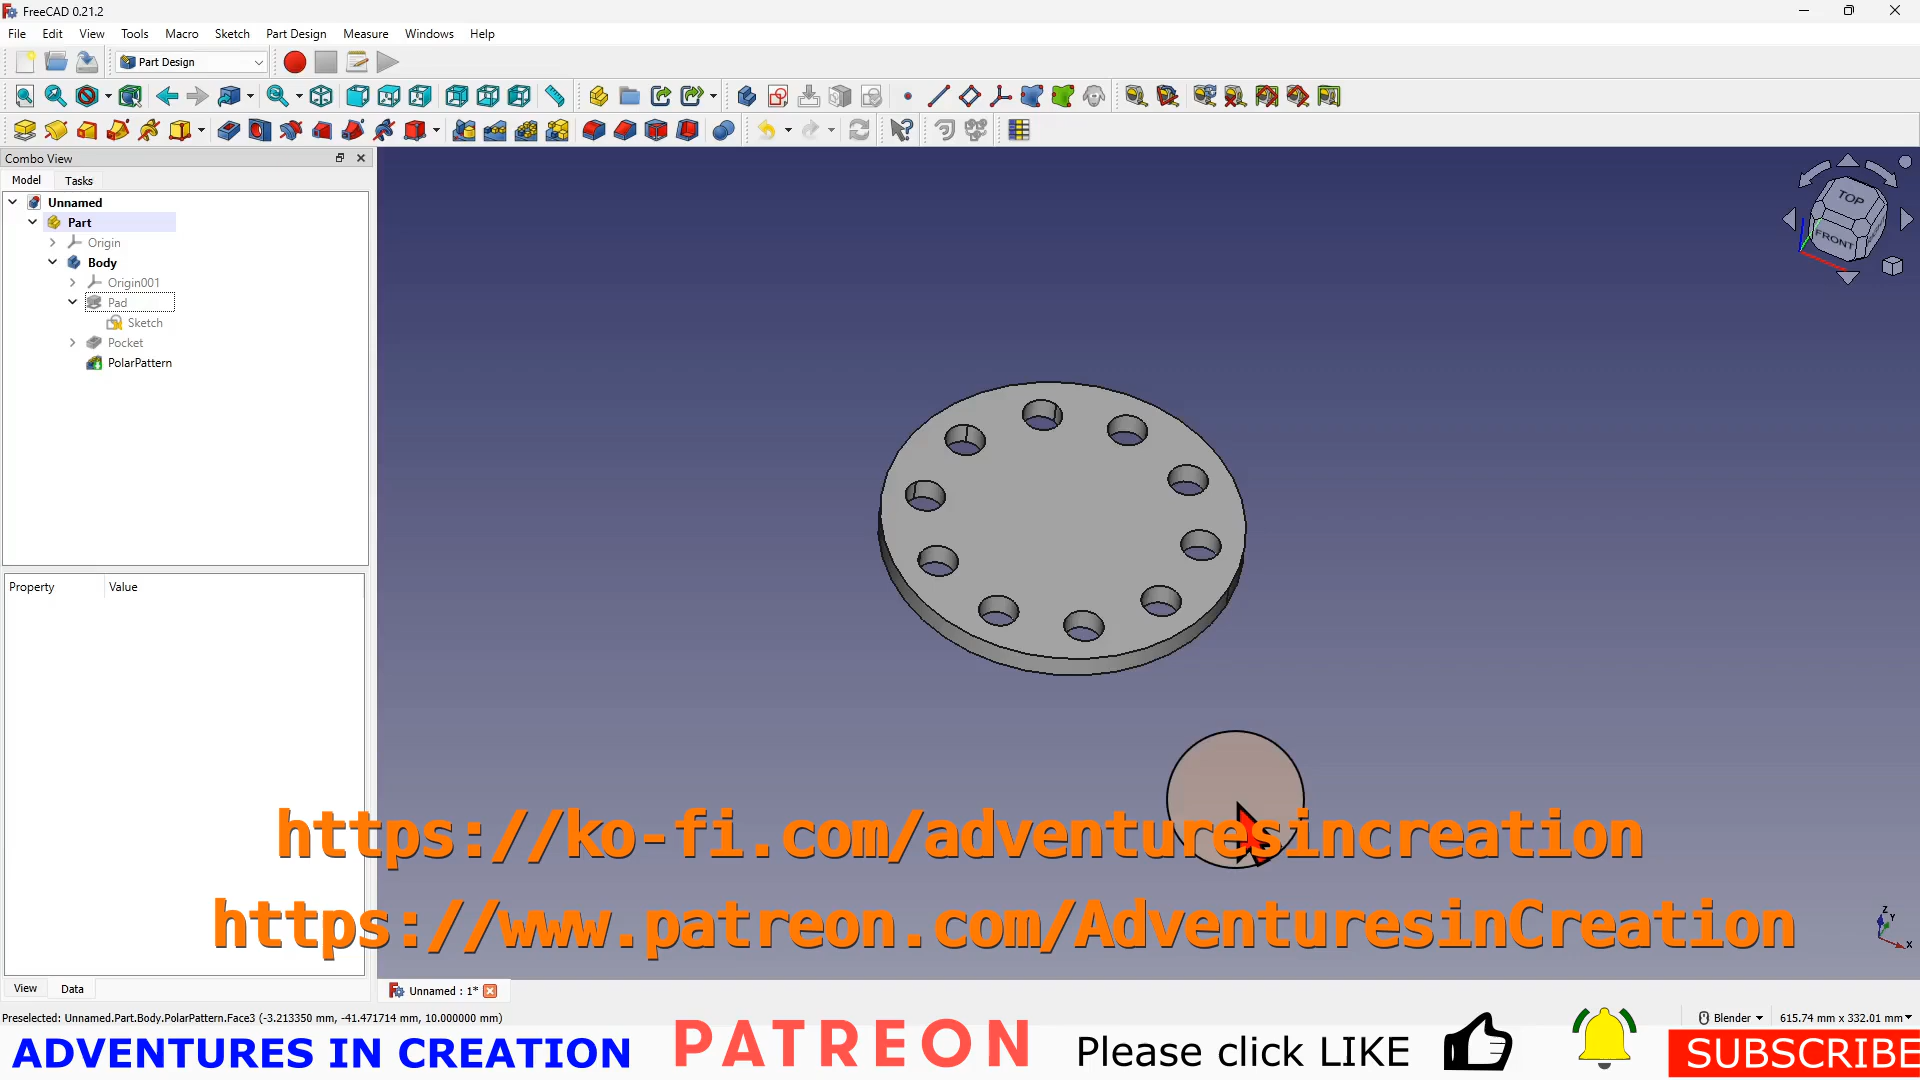 FreeCAD 0.21.2
File Edit View Tools Macro Sketch Part Design Measure Windows Help
Part Design
Combo View
Model Tasks
Unnamed
Part
Origin
Body
Origin001
Pad
Sketch
Pocket
PolarPattern
Property Value
TOP
FRONT
https://ko-fi.com/adventuresincreation
https://www.patreon.com/AdventuresinCreation
Z
Y
X
View Data
Unnamed : 1*
Preselected: Unnamed.Part.Body.PolarPattern.Face3 (-3.213350 mm, -41.471714 mm, 10.000000 mm)
Blender 615.74 mm x 332.01 mm
ADVENTURES IN CREATION PATREON Please click LIKE SUBSCRIBE